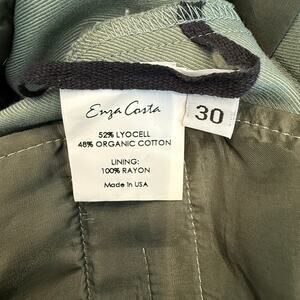 Enza Costa
30
52% LYOCELL
48% ORGANIC COTTON
LINING:
100% RAYON
Made in USA